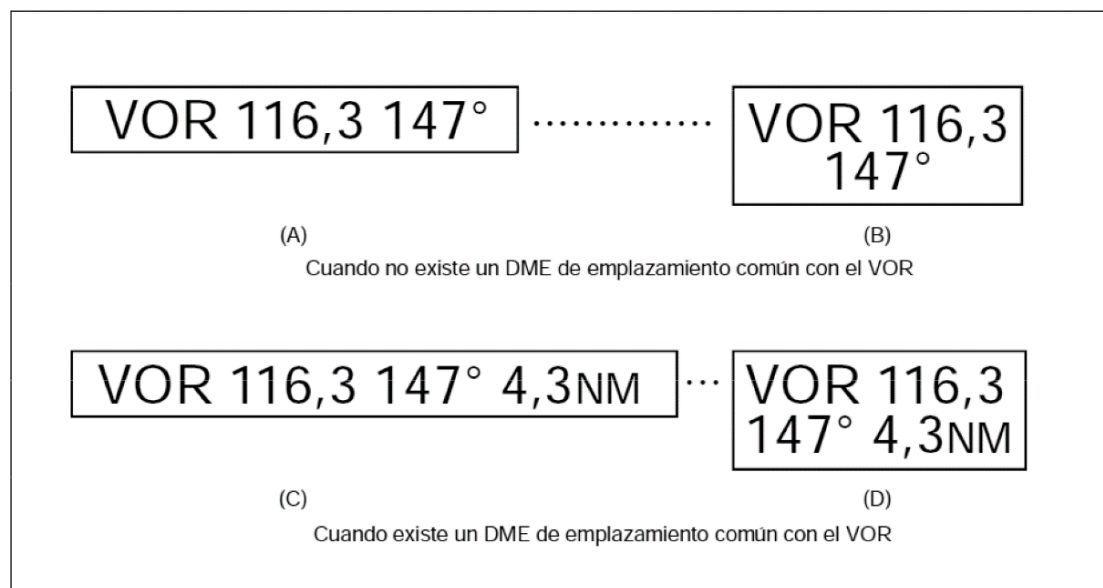 VOR 116,3 147° .............. VOR 116,3
147°
(A) (B)
Cuando no existe un DME de emplazamiento común con el VOR
VOR 116,3 147° 4,3NM ... VOR 116,3
147° 4,3NM
(C) (D)
Cuando existe un DME de emplazamiento común con el VOR